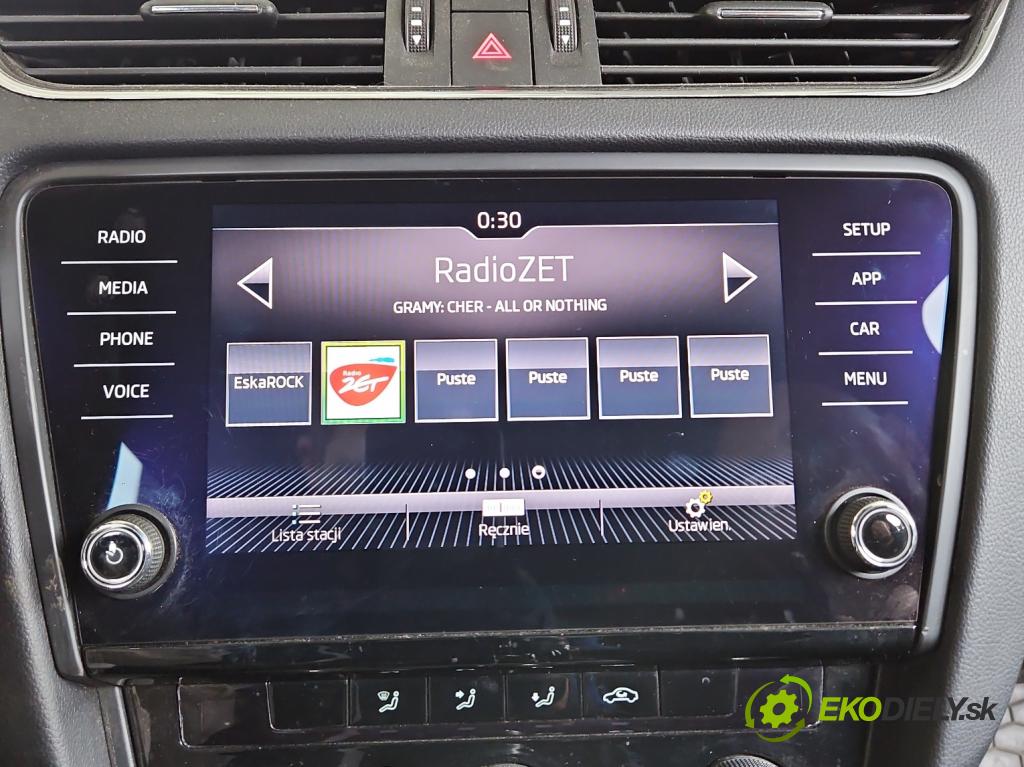 0:30
RADIO
MEDIA
PHONE
VOICE
RadioZET
GRAMY: CHER - ALL OR NOTHING
EskaROCK
Radio
ZET
Puste
Puste
Puste
Puste
Lista stacji
Ręcznie
Ustawien.
SETUP
APP
CAR
MENU
EKODIELY.sk